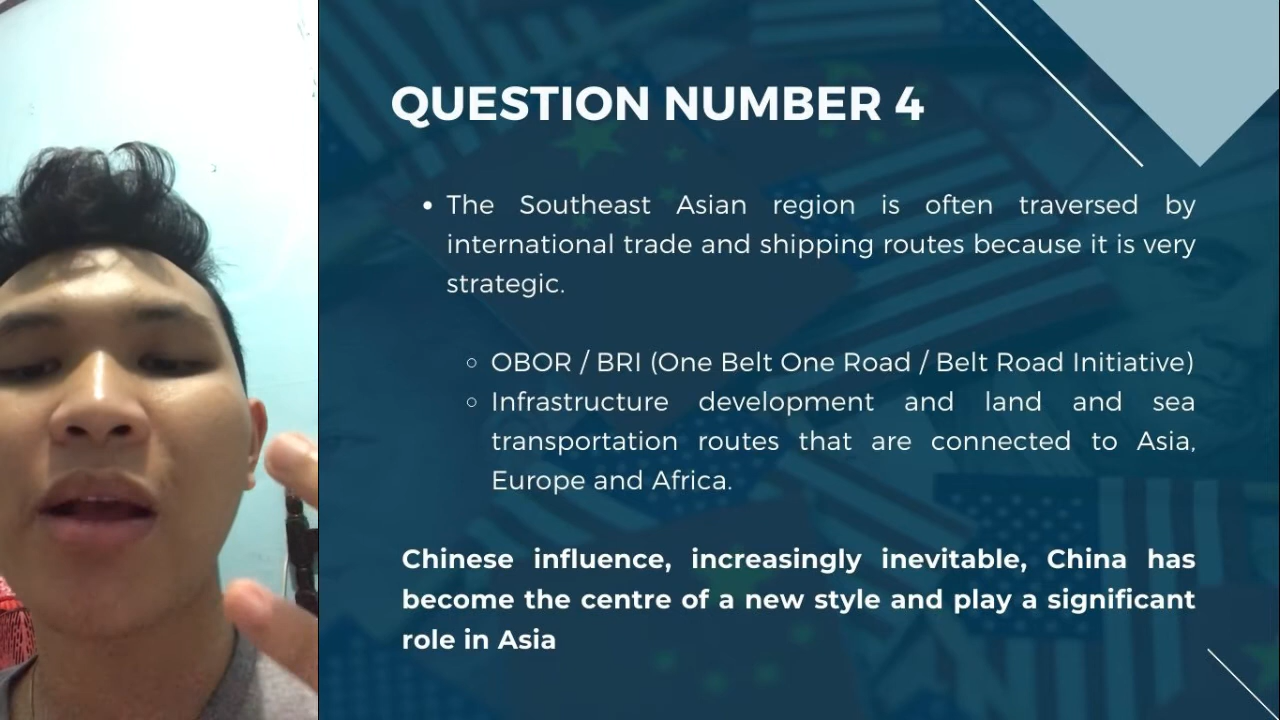 QUESTION NUMBER 4
• The Southeast Asian region is often traversed by
international trade and shipping routes because it is very
strategic.
○ OBOR / BRI (One Belt One Road / Belt Road Initiative)
○ Infrastructure development and land and sea
transportation routes that are connected to Asia,
Europe and Africa.
Chinese influence, increasingly inevitable, China has
become the centre of a new style and play a significant
role in Asia